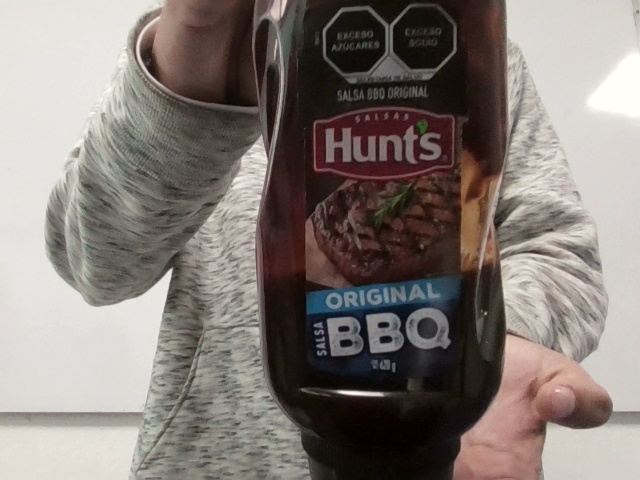 EXCESO
AZÚCARES
EXCESO
SODIO
SALSA BBQ ORIGINAL
SALSAS
Hunt's
ORIGINAL
SALSA
BBQ